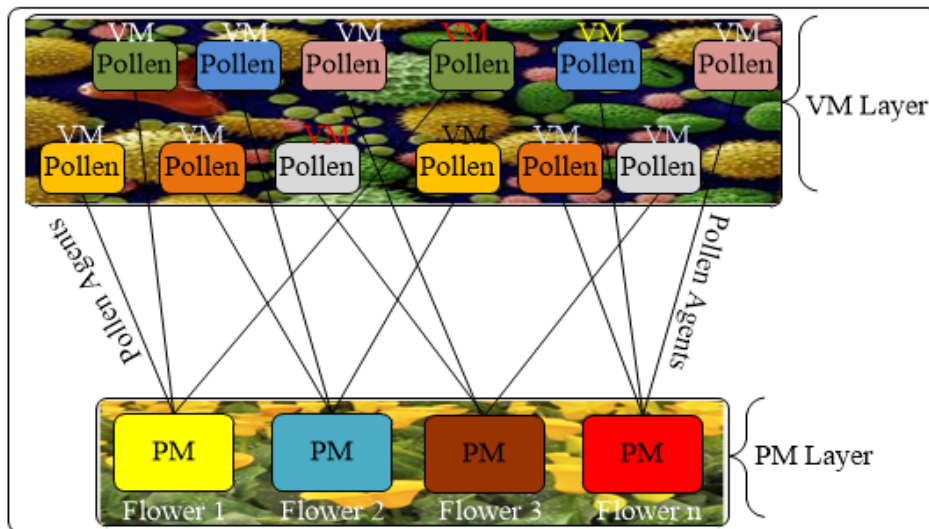 VM VM VM VM VM VM
Pollen Pollen Pollen Pollen Pollen Pollen
VM Layer
VM VM VM VM VM VM
Pollen Pollen Pollen Pollen Pollen Pollen
Pollen Agents
Pollen Agents
PM PM PM PM
PM Layer
Flower 1 Flower 2 Flower 3 Flower n